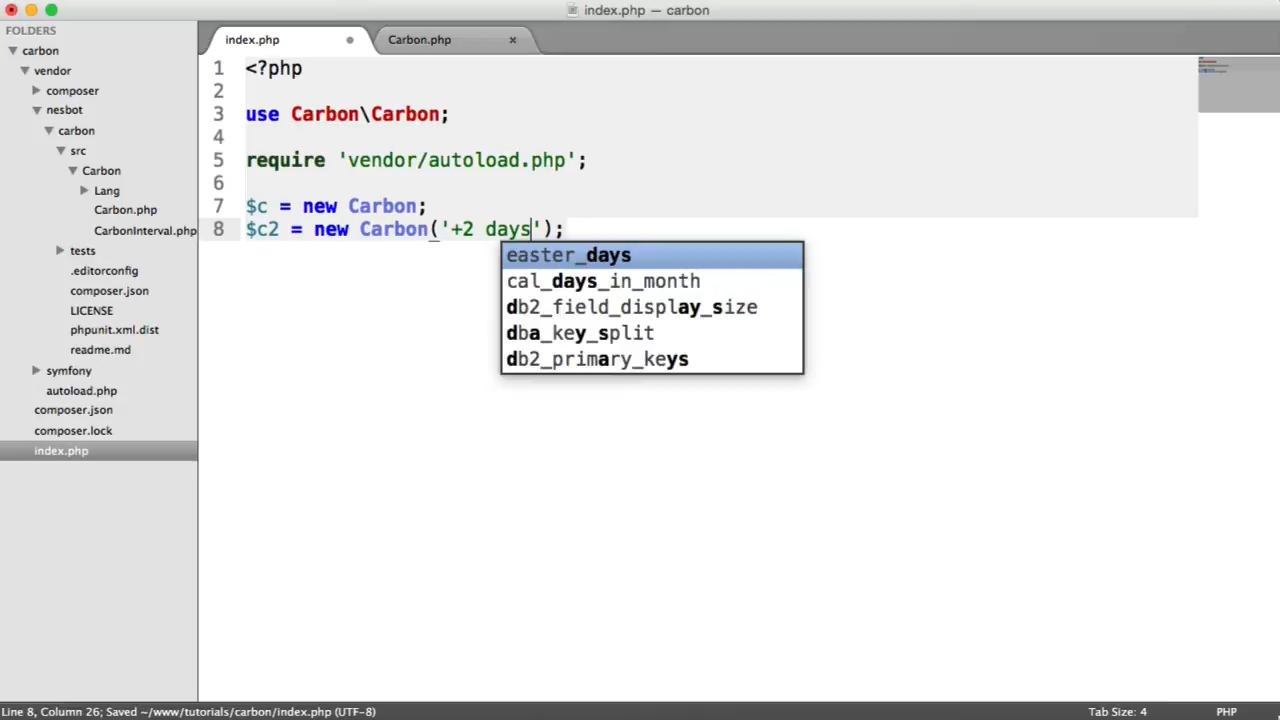 index.php — carbon
FOLDERS
carbon
vendor
composer
nesbot
carbon
src
Carbon
Lang
Carbon.php
CarbonInterval.php
tests
.editorconfig
composer.json
LICENSE
phpunit.xml.dist
readme.md
symfony
autoload.php
composer.json
composer.lock
index.php
index.php
Carbon.php ×
1 <?php
2
3 use Carbon\Carbon;
4
5 require 'vendor/autoload.php';
6
7 $c = new Carbon;
8 $c2 = new Carbon('+2 days');
easter_days
cal_days_in_month
db2_field_display_size
dba_key_split
db2_primary_keys
Line 8, Column 26; Saved ~/www/tutorials/carbon/index.php (UTF-8)
Tab Size: 4
PHP